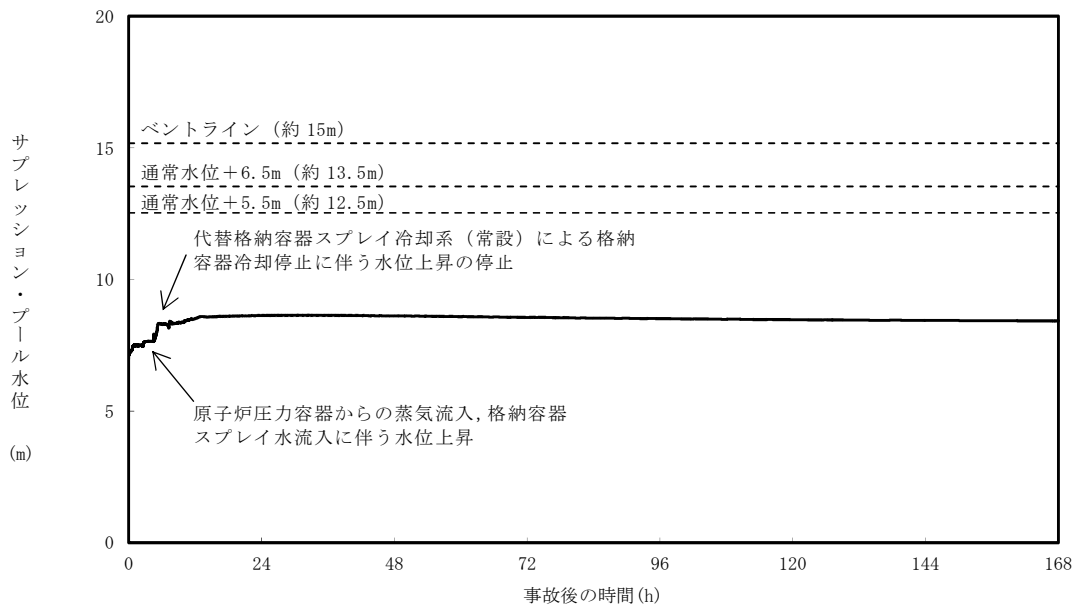 20
15
10
5
0
サプレッション・プール水位
(m)
ベントライン (約 15m)
通常水位＋6.5m (約 13.5m)
通常水位＋5.5m (約 12.5m)
代替格納容器スプレイ冷却系（常設）による格納
容器冷却停止に伴う水位上昇の停止
原子炉圧力容器からの蒸気流入, 格納容器
スプレイ水流入に伴う水位上昇
0 24 48 72 96 120 144 168
事故後の時間(h)